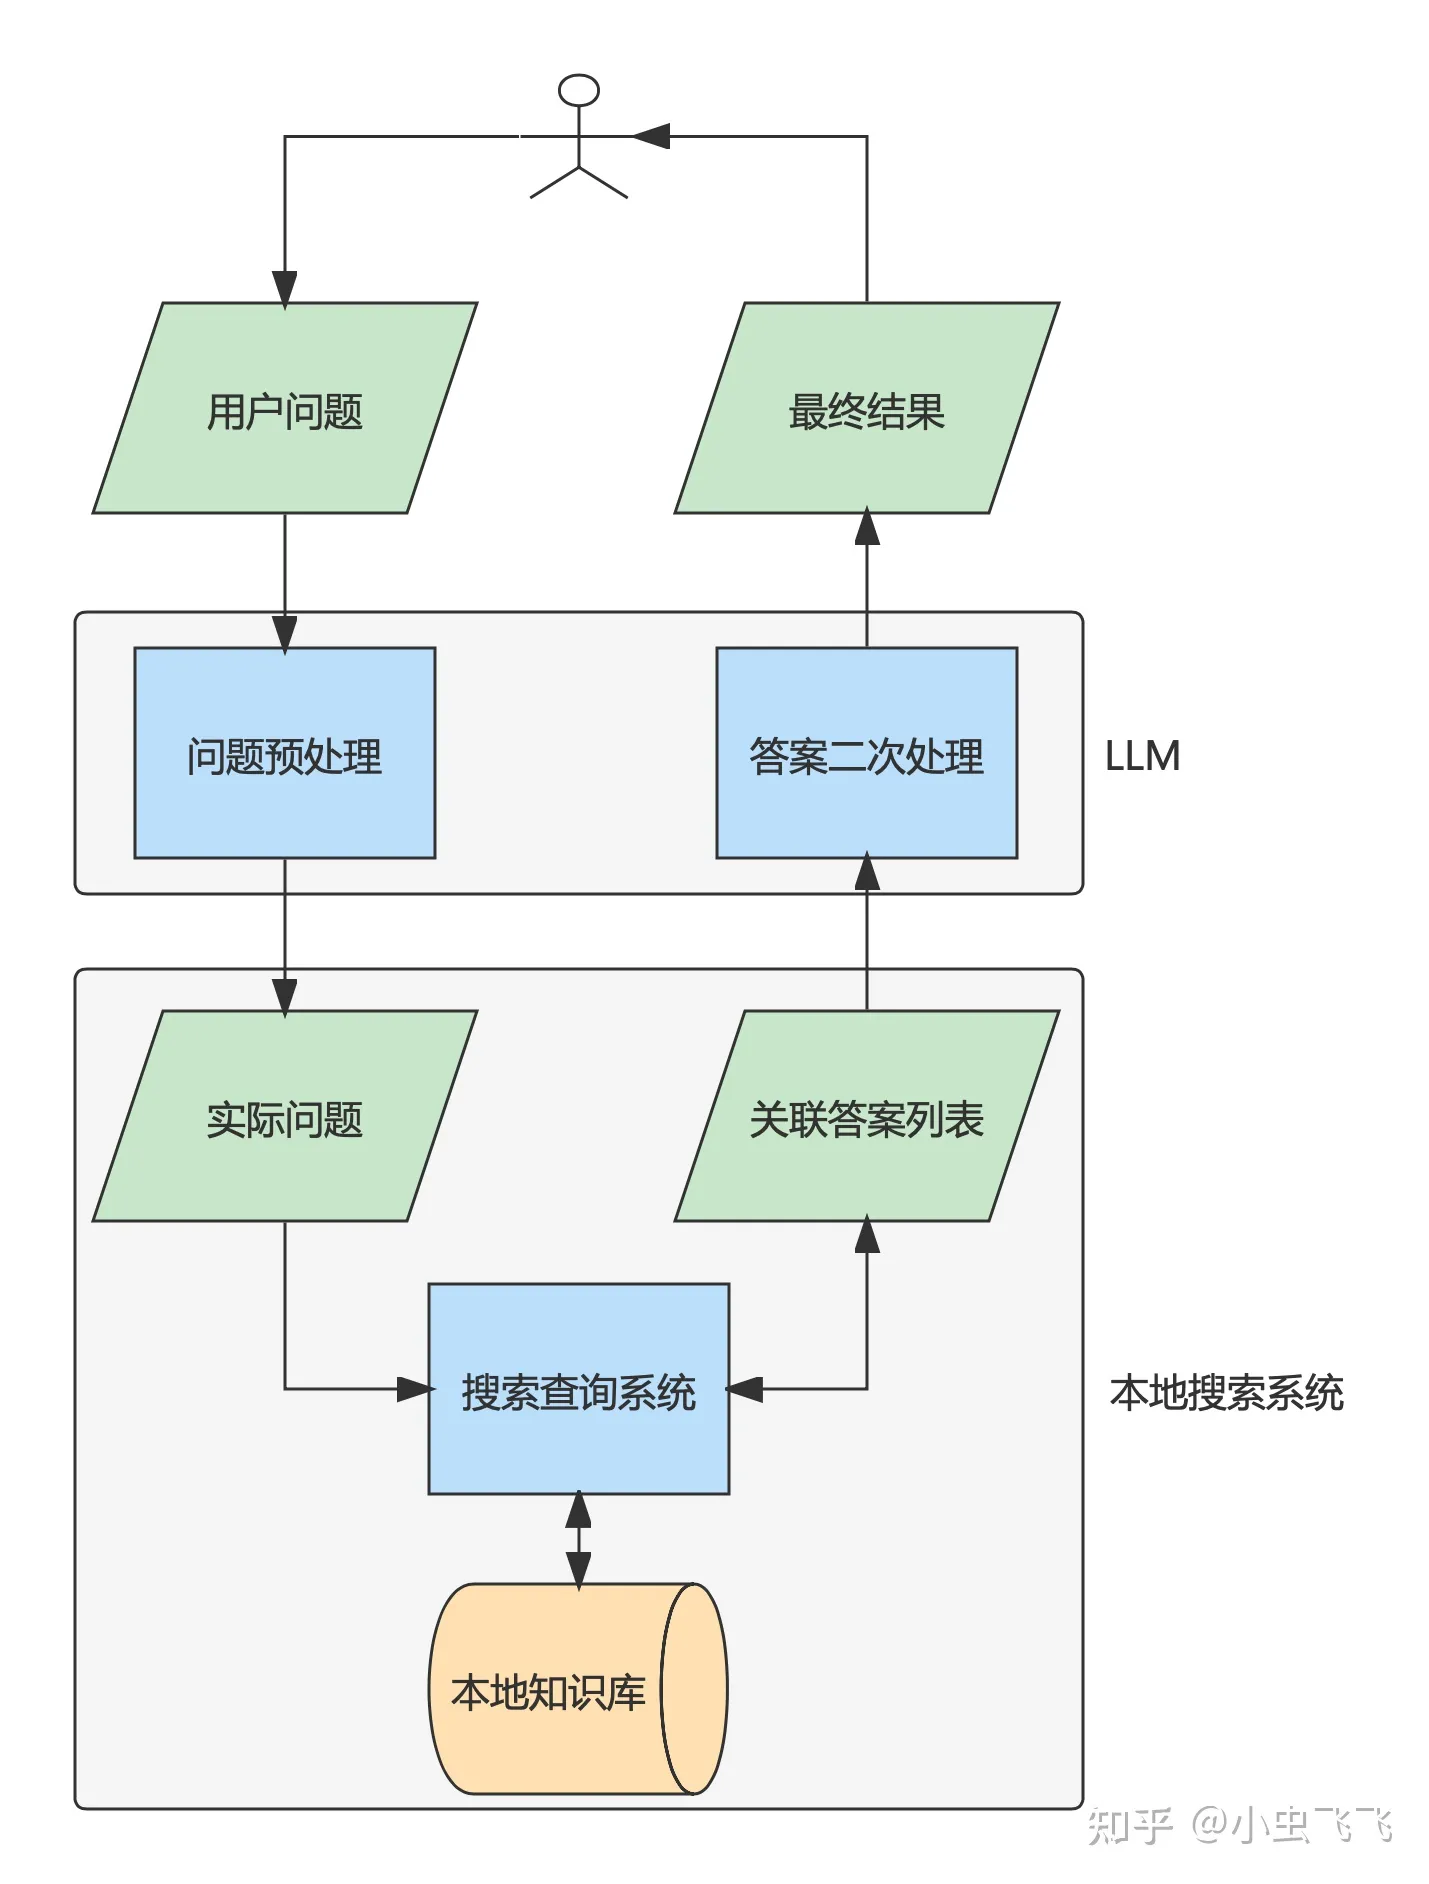 用户问题
最终结果
问题预处理
答案二次处理
LLM
实际问题
关联答案列表
搜索查询系统
本地搜索系统
本地知识库
知乎 @小虫飞飞